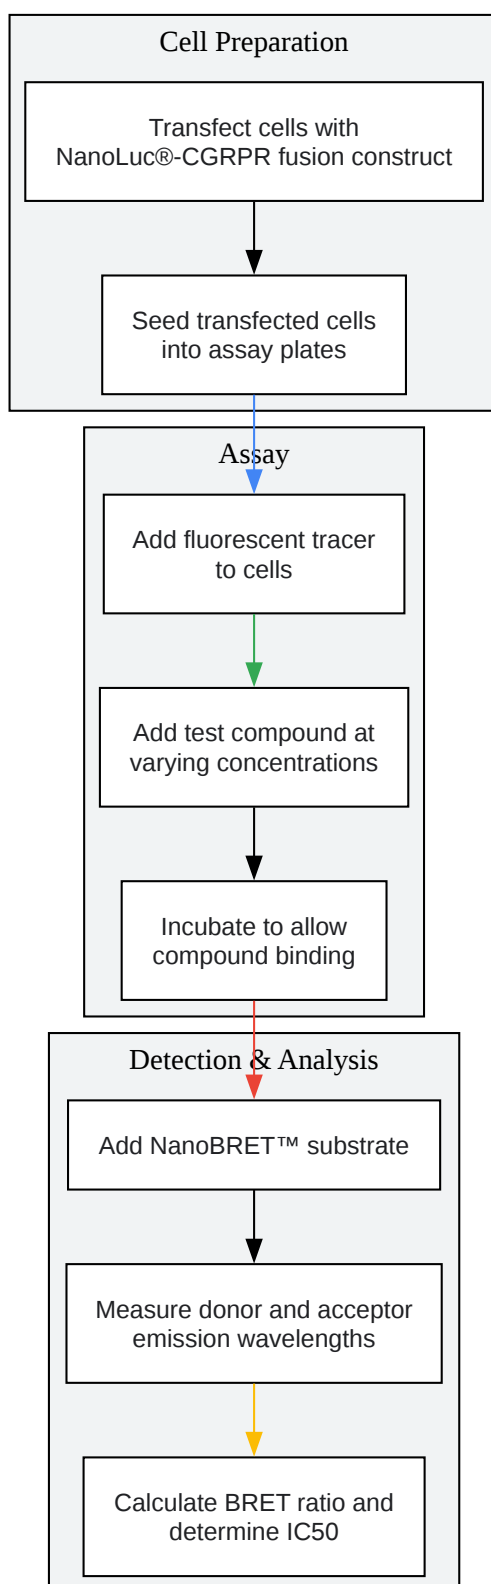 Cell Preparation
Transfect cells with
NanoLuc®-CGRPR fusion construct
Seed transfected cells
into assay plates
Assay
Add fluorescent tracer
to cells
Add test compound at
varying concentrations
Incubate to allow
compound binding
Detection & Analysis
Add NanoBRET™ substrate
Measure donor and acceptor
emission wavelengths
Calculate BRET ratio and
determine IC50